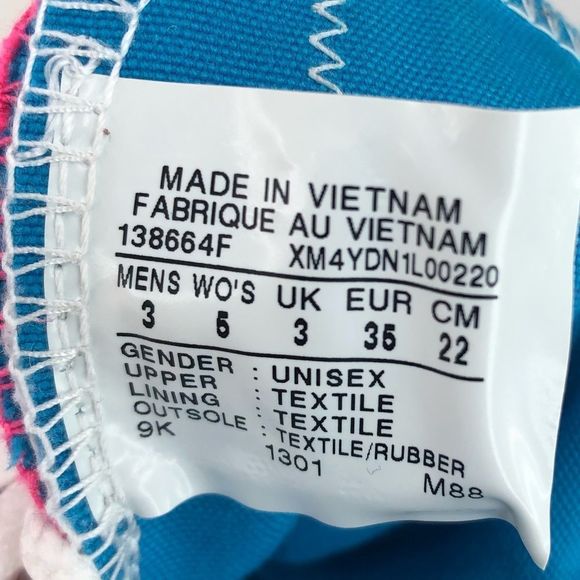 MADE IN VIETNAM
FABRIQUE AU VIETNAM
138664F XM4YDN1L00220
MENS WO'S UK EUR CM
3 5 3 35 22
GENDER : UNISEX
UPPER : TEXTILE
LINING : TEXTILE
OUTSOLE : TEXTILE/RUBBER
9K 1301 M88